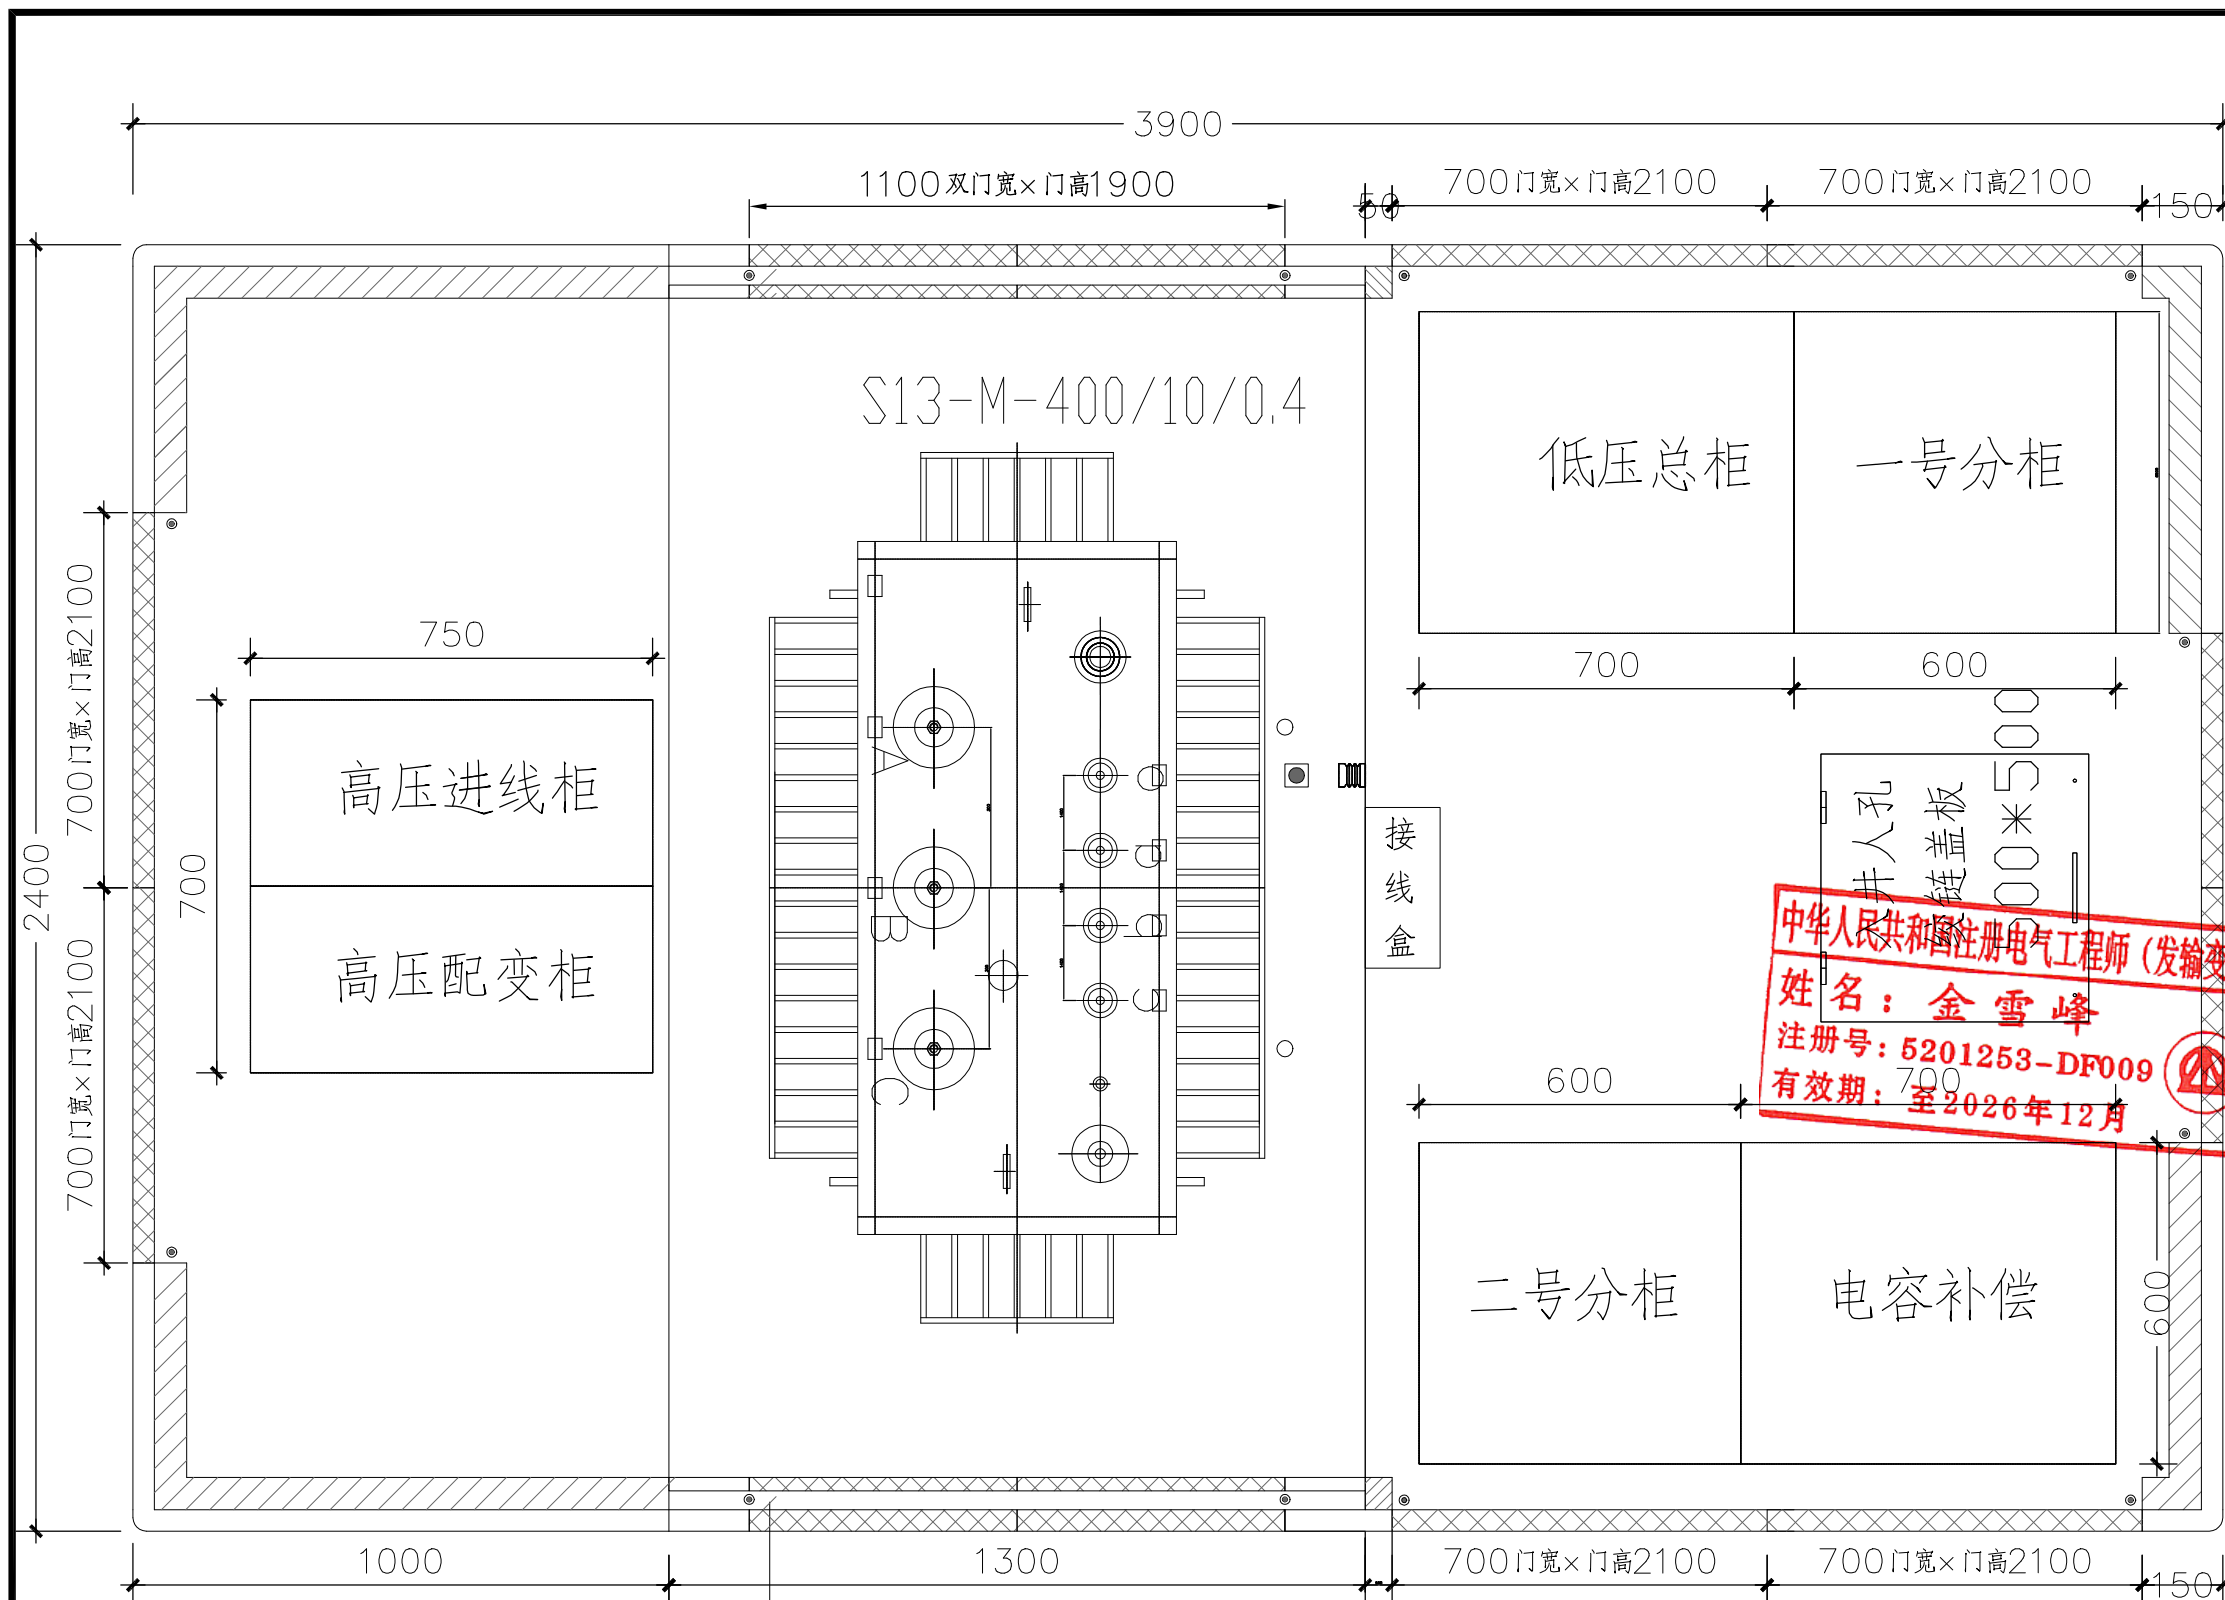 3900
1100双门宽×门高1900
700门宽×门高2100
700门宽×门高2100
50
150
S13-M-400/10/0.4
低压总柜
一号分柜
700门宽×门高2100
750
700
600
高压进线柜
A
a
2400
700
接线盒
人井人孔
铰链盖板
500*500
b
B
高压配变柜
c
C
700门宽×门高2100
中华人民共和国注册电气工程师（发输变
姓名：金雪峰
注册号：5201253-DF009
有效期：至2026年12月
600
700
二号分柜
电容补偿
600
1000
1300
700门宽×门高2100
700门宽×门高2100
150